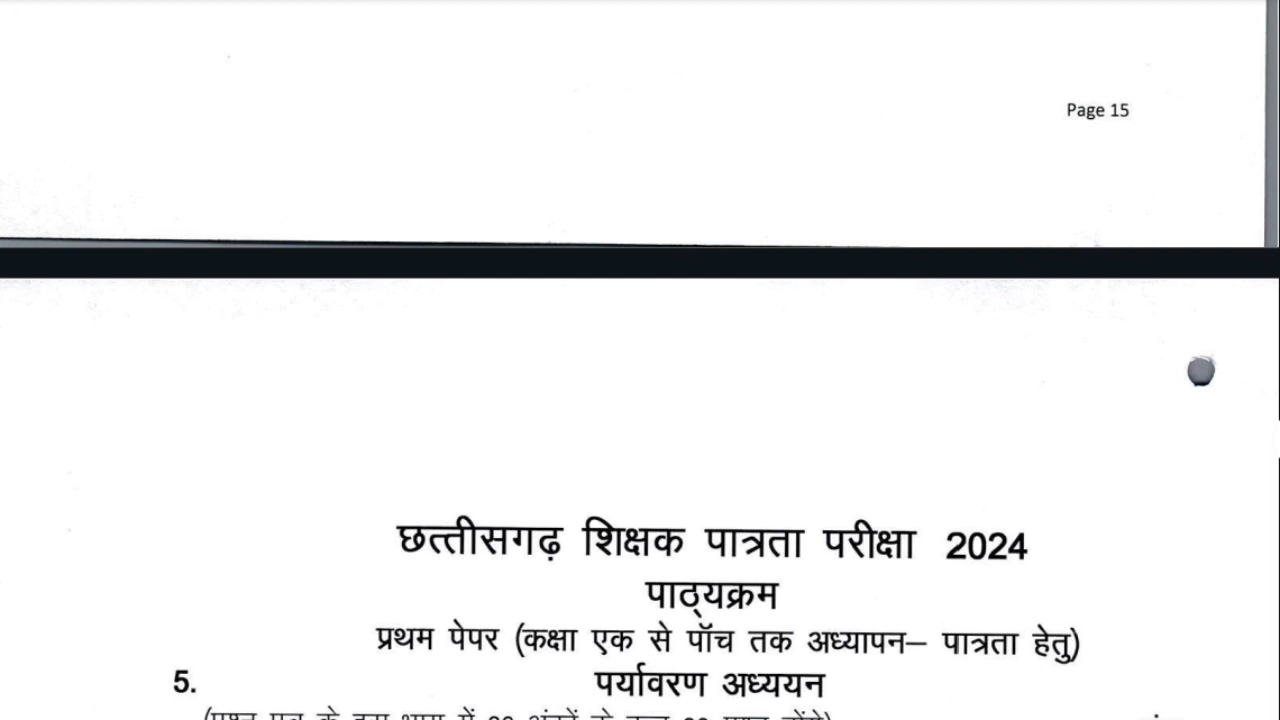 Page 15
छत्तीसगढ़ शिक्षक पात्रता परीक्षा 2024
पाठ्यक्रम
प्रथम पेपर (कक्षा एक से पॉच तक अध्यापन– पात्रता हेतु)
5. पर्यावरण अध्ययन